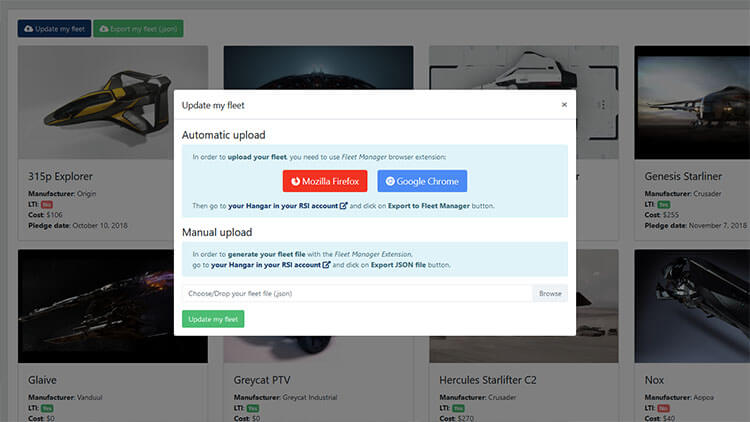 Update my fleet
Export my fleet (.json)
Update my fleet
×
Automatic upload
In order to upload your fleet, you need to use Fleet Manager browser extension:
Mozilla Firefox
Google Chrome
Then go to your Hangar in your RSI account and click on Export to Fleet Manager button.
Manual upload
In order to generate your fleet file with the Fleet Manager Extension,
go to your Hangar in your RSI account and click on Export JSON file button.
Choose/Drop your fleet file (.json)
Browse
Update my fleet
315p Explorer
Manufacturer: Origin
LTI: No
Cost: $106
Pledge date: October 10, 2018
Genesis Starliner
Manufacturer: Crusader
LTI: Yes
Cost: $255
Pledge date: November 7, 2018
Glaive
Manufacturer: Vanduul
LTI: Yes
Cost: $0
Greycat PTV
Manufacturer: Greycat Industrial
LTI: Yes
Cost: $0
Hercules Starlifter C2
Manufacturer: Crusader
LTI: Yes
Cost: $270
Nox
Manufacturer: Aopoa
LTI: No
Cost: $40